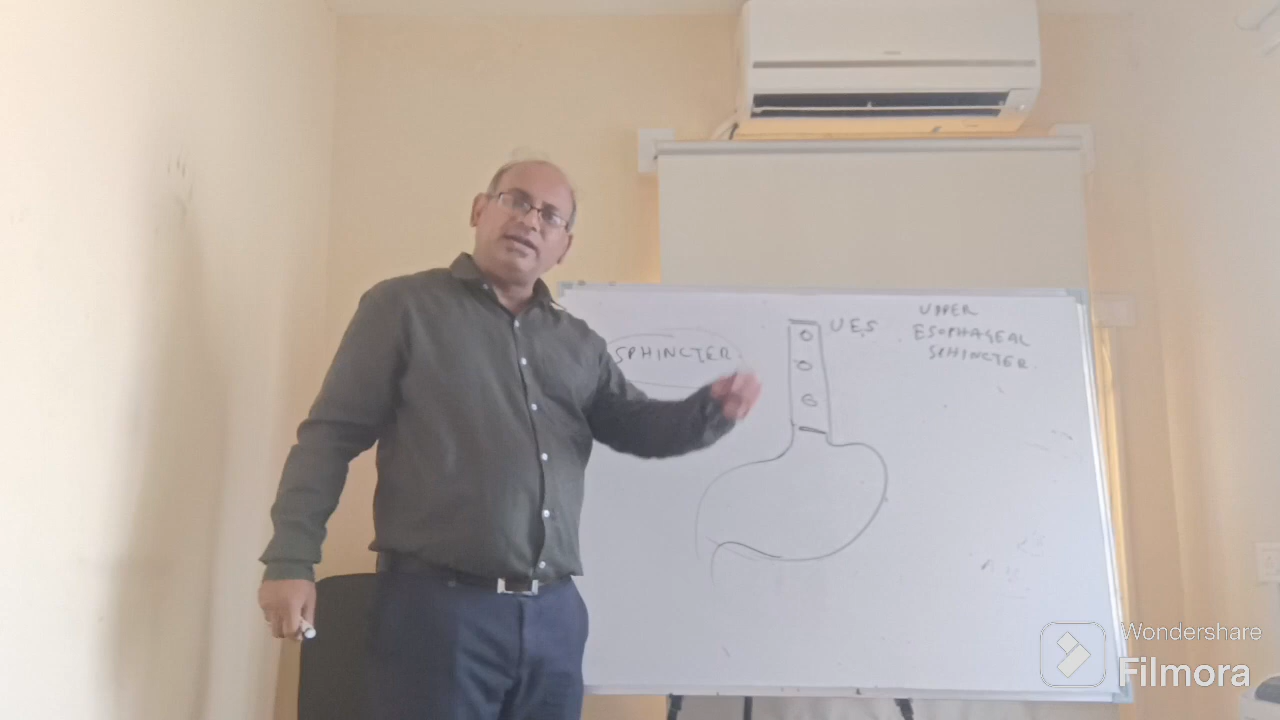 SPHINCTER
UES
UPPER
ESOPHAGEAL
SPHINCTER.
Wondershare
Filmora